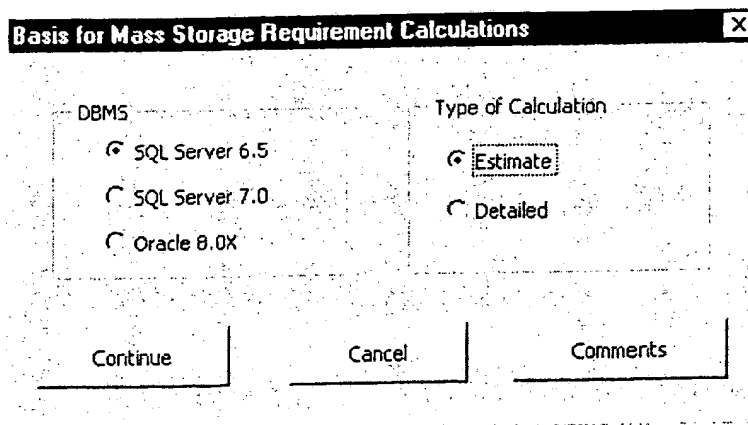 Basis for Mass Storage Requirement Calculations
DBMS
SQL Server 6.5
SQL Server 7.0
Oracle 8.0X
Type of Calculation
Estimate
Detailed
Continue
Cancel
Comments